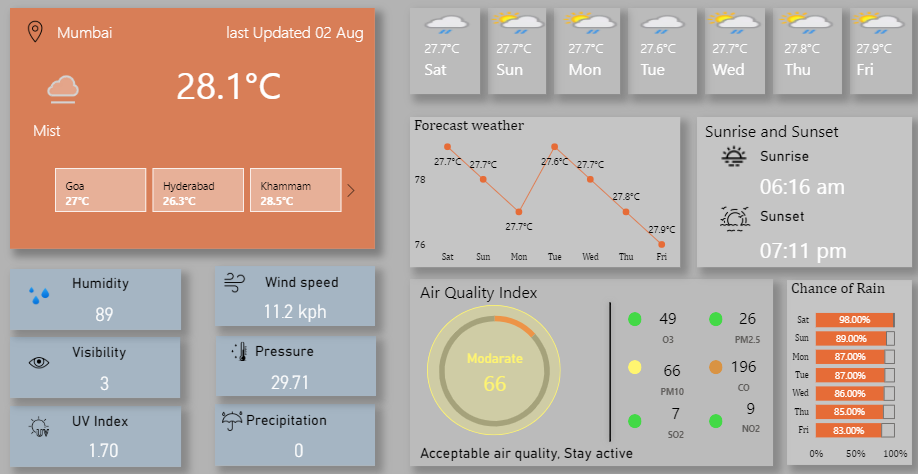 Mumbai
last Updated 02 Aug
28.1°C
Mist
Goa
27°C
Hyderabad
26.3°C
Khammam
28.5°C
27.7°C
Sat
27.7°C
Sun
27.7°C
Mon
27.6°C
Tue
27.7°C
Wed
27.8°C
Thu
27.9°C
Fri
Forecast weather
78
76
27.7°C
27.7°C
27.7°C
27.6°C
27.7°C
27.8°C
27.9°C
Sat Sun Mon Tue Wed Thu Fri
Sunrise and Sunset
Sunrise
06:16 am
Sunset
07:11 pm
Humidity
89
Wind speed
11.2 kph
Visibility
3
Pressure
29.71
UV Index
1.70
Precipitation
0
Air Quality Index
Modarate
66
49
O3
26
PM2.5
66
PM10
196
CO
7
SO2
9
NO2
Acceptable air quality, Stay active
Chance of Rain
Sat 98.00%
Sun 89.00%
Mon 87.00%
Tue 87.00%
Wed 86.00%
Thu 85.00%
Fri 83.00%
0% 50% 100%